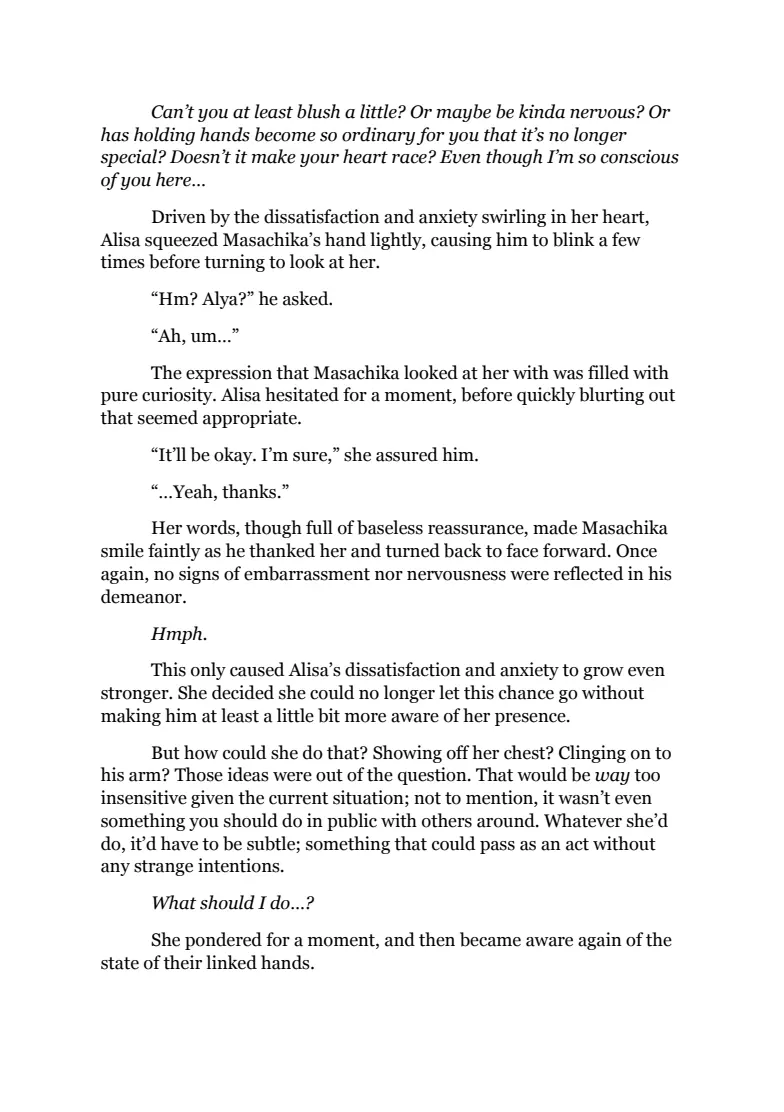 Can’t you at least blush a little? Or maybe be kinda nervous? Or
has holding hands become so ordinary for you that it’s no longer
special? Doesn’t it make your heart race? Even though I’m so conscious
of you here…
Driven by the dissatisfaction and anxiety swirling in her heart,
Alisa squeezed Masachika’s hand lightly, causing him to blink a few
times before turning to look at her.
“Hm? Alya?” he asked.
“Ah, um…”
The expression that Masachika looked at her with was filled with
pure curiosity. Alisa hesitated for a moment, before quickly blurting out
that seemed appropriate.
“It’ll be okay. I’m sure,” she assured him.
“…Yeah, thanks.”
Her words, though full of baseless reassurance, made Masachika
smile faintly as he thanked her and turned back to face forward. Once
again, no signs of embarrassment nor nervousness were reflected in his
demeanor.
Hmph.
This only caused Alisa’s dissatisfaction and anxiety to grow even
stronger. She decided she could no longer let this chance go without
making him at least a little bit more aware of her presence.
But how could she do that? Showing off her chest? Clinging on to
his arm? Those ideas were out of the question. That would be way too
insensitive given the current situation; not to mention, it wasn’t even
something you should do in public with others around. Whatever she’d
do, it’d have to be subtle; something that could pass as an act without
any strange intentions.
What should I do…?
She pondered for a moment, and then became aware again of the
state of their linked hands.